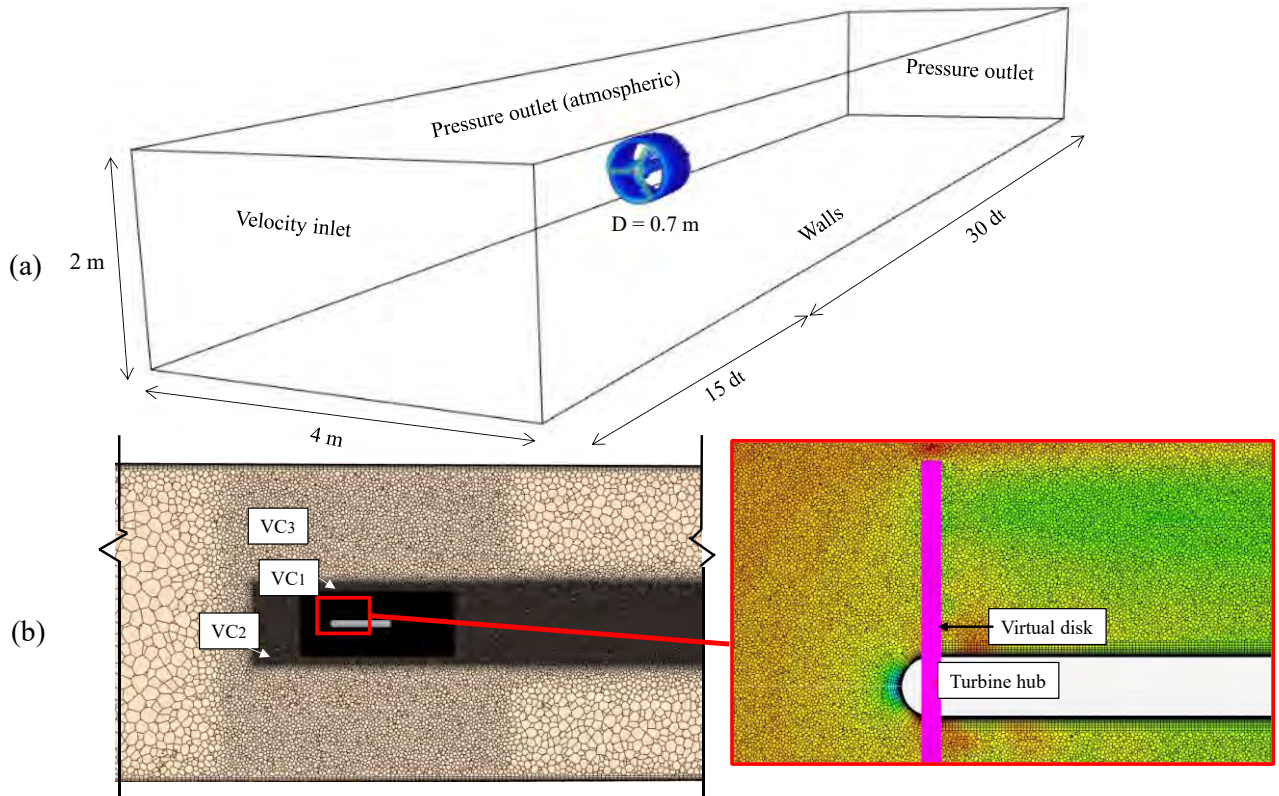 Pressure outlet (atmospheric)
Pressure outlet
Velocity inlet
D = 0.7 m
Walls
30 dt
(a)
2 m
15 dt
4 m
(b)
VC3
VC1
VC2
Virtual disk
Turbine hub